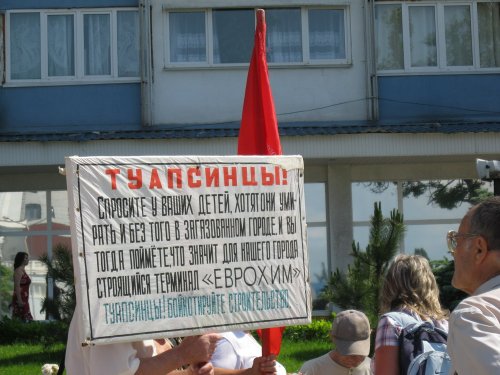 ТУАПСИНЦЫ!
СПРОСИТЕ У ВАШИХ ДЕТЕЙ, ХОТЯТ ОНИ УМИ-
РАТЬ И БЕЗ ТОГО В ЗАГАЗОВАННОМ ГОРОДЕ. И ВЫ
ТОГДА ПОЙМЁТЕ, ЧТО ЗНАЧИТ ДЛЯ НАШЕГО ГОРОДА
СТРОЯЩИЙСЯ ТЕРМИНАЛ «ЕВРОХИМ»
ТУАПСИНЦЫ! БОЙКОТИРУЙТЕ СТРОИТЕЛЬСТВО